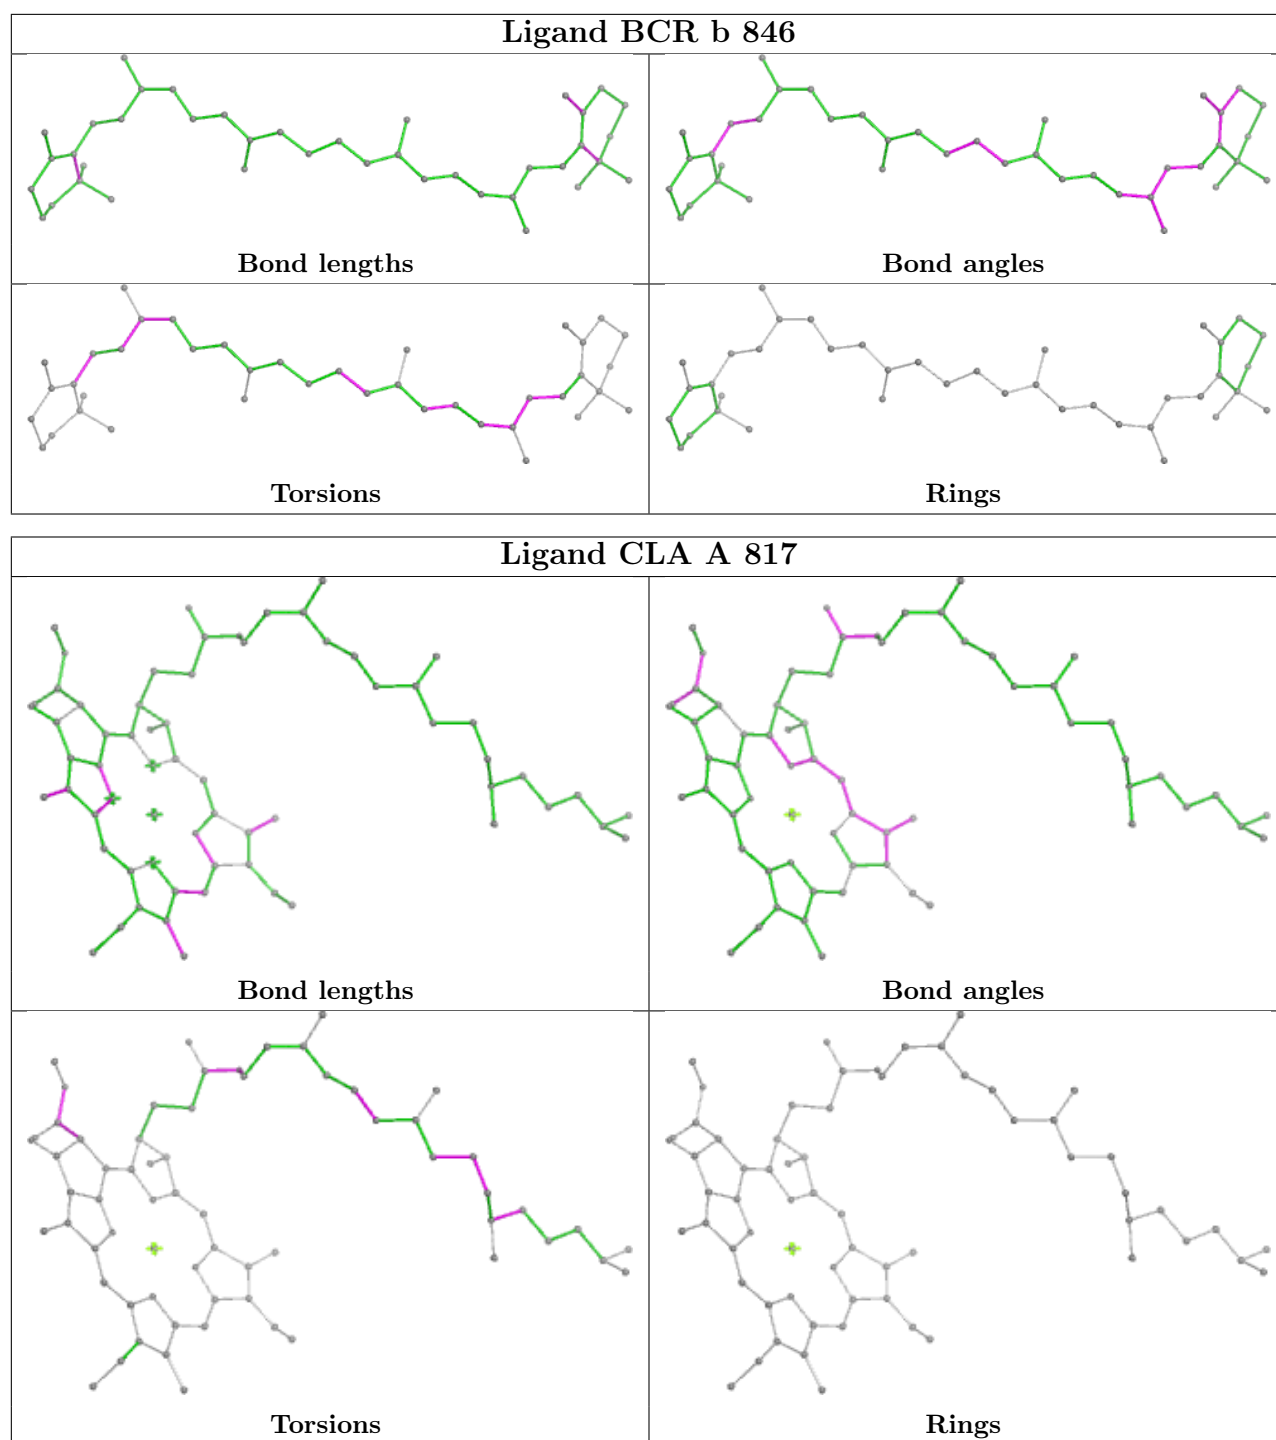 Ligand BCR b 846
Bond lengths
Bond angles
Torsions
Rings
Ligand CLA A 817
Bond lengths
Bond angles
Torsions
Rings